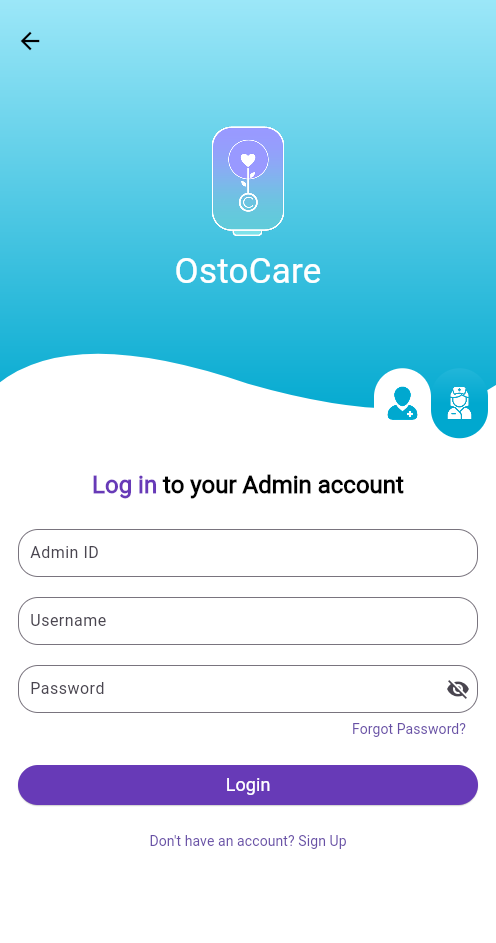 OstoCare
Log in to your Admin account
Admin ID
Username
Password
Forgot Password?
Login
Don't have an account? Sign Up